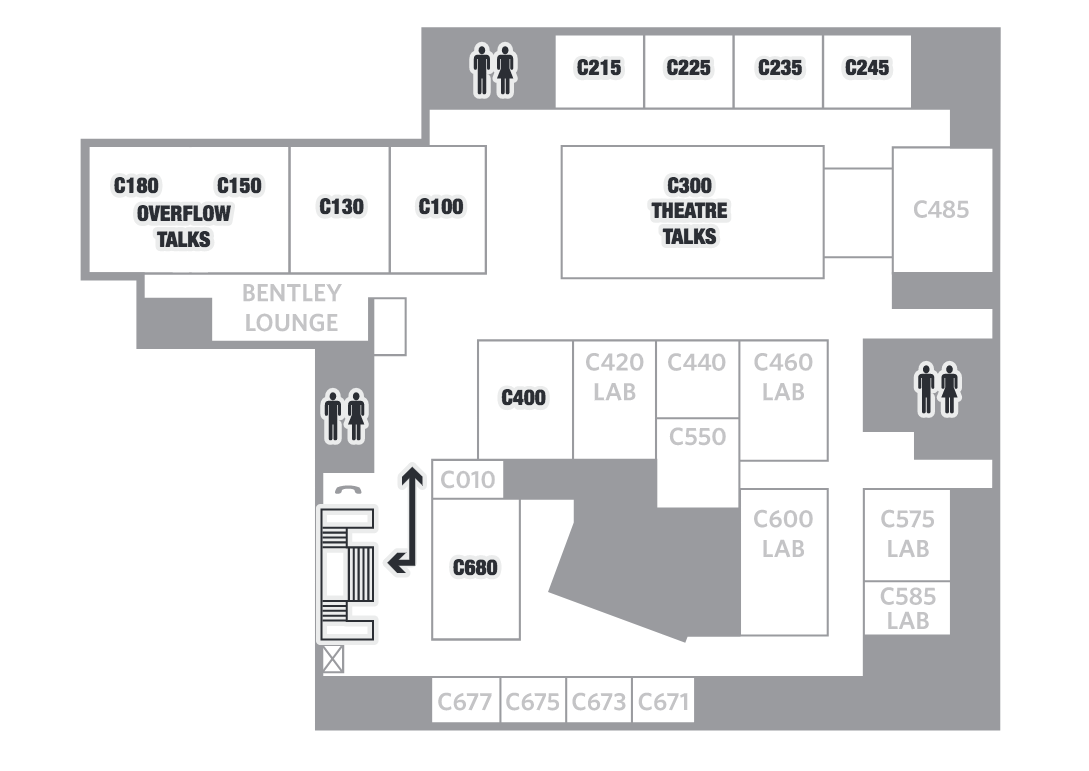 C215
C225
C235
C245
C180
C150
OVERFLOW
TALKS
C130
C100
C300
THEATRE
TALKS
C485
BENTLEY
LOUNGE
C400
C420
LAB
C440
C460
LAB
C550
C010
C680
C600
LAB
C575
LAB
C585
LAB
C677
C675
C673
C671